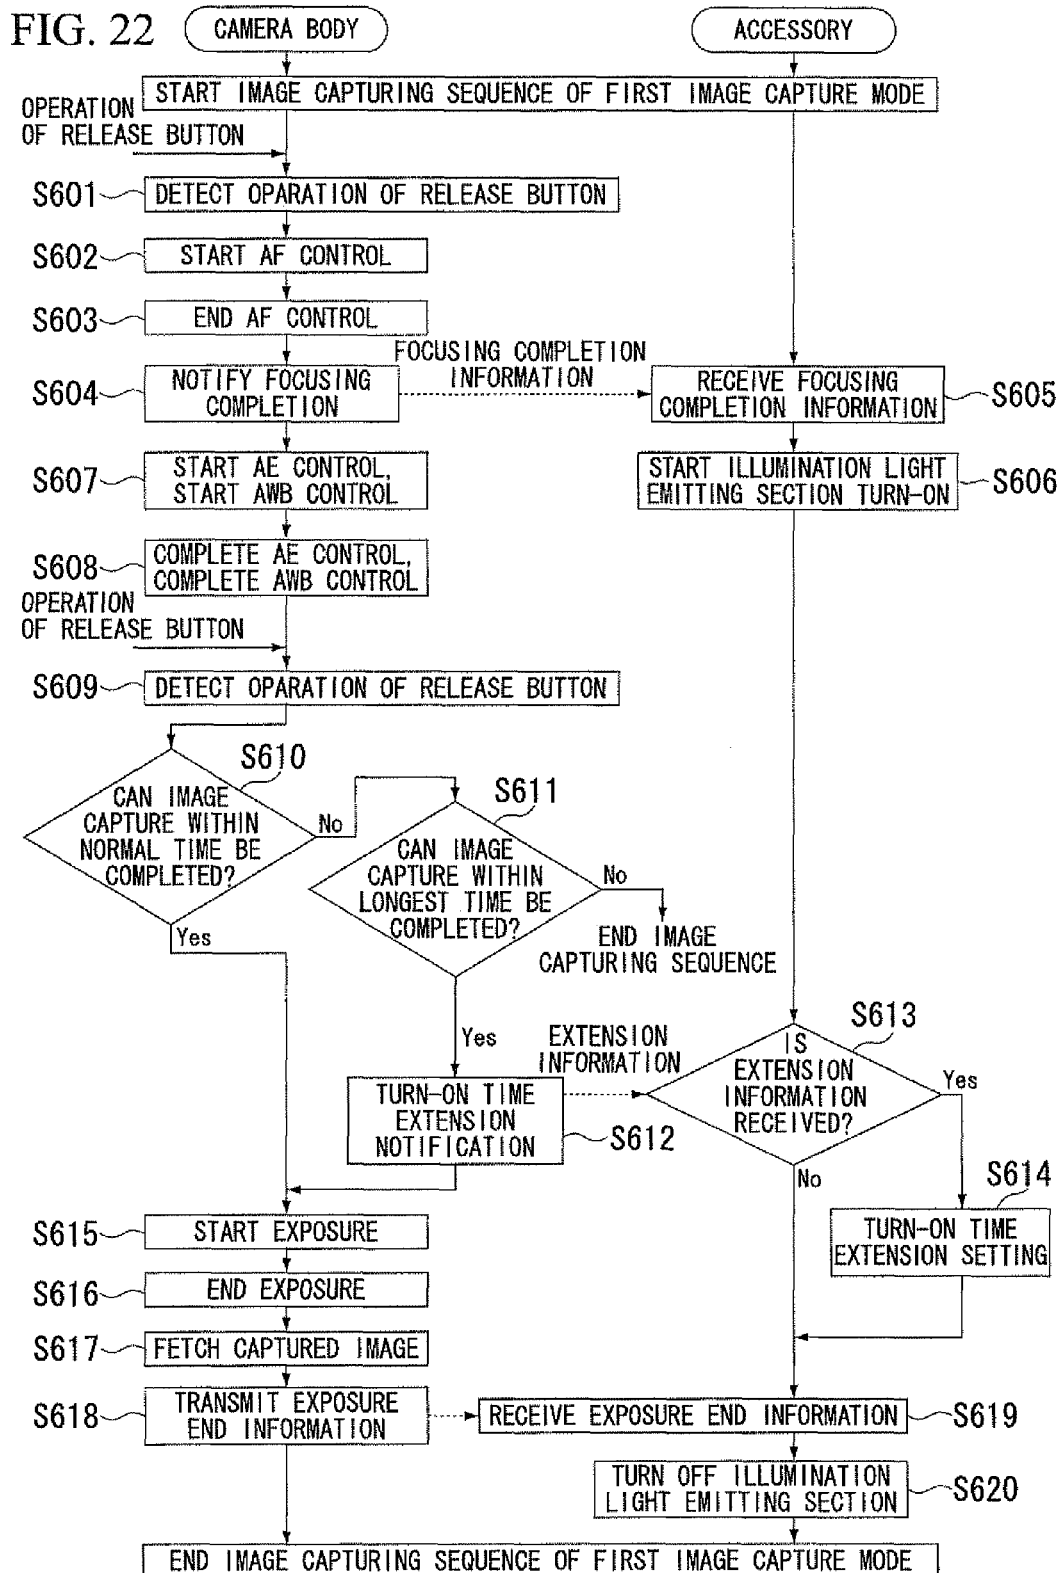 FIG. 22
CAMERA BODY
ACCESSORY
START IMAGE CAPTURING SEQUENCE OF FIRST IMAGE CAPTURE MODE
OPERATION
OF RELEASE BUTTON
S601
DETECT OPARATION OF RELEASE BUTTON
S602
START AF CONTROL
S603
END AF CONTROL
S604
NOTIFY FOCUSING
COMPLETION
FOCUSING COMPLETION
INFORMATION
RECEIVE FOCUSING
COMPLETION INFORMATION
S605
S607
START AE CONTROL,
START AWB CONTROL
START ILLUMINATION LIGHT
EMITTING SECTION TURN-ON
S606
S608
COMPLETE AE CONTROL,
COMPLETE AWB CONTROL
OPERATION
OF RELEASE BUTTON
S609
DETECT OPARATION OF RELEASE BUTTON
S610
CAN IMAGE
CAPTURE WITHIN
NORMAL TIME BE
COMPLETED?
No
Yes
S611
CAN IMAGE
CAPTURE WITHIN
LONGEST TIME BE
COMPLETED?
No
END IMAGE
CAPTURING SEQUENCE
Yes
TURN-ON TIME
EXTENSION
NOTIFICATION
S612
EXTENSION
INFORMATION
S613
IS
EXTENSION
INFORMATION
RECEIVED?
Yes
No
S614
TURN-ON TIME
EXTENSION SETTING
S615
START EXPOSURE
S616
END EXPOSURE
S617
FETCH CAPTURED IMAGE
S618
TRANSMIT EXPOSURE
END INFORMATION
RECEIVE EXPOSURE END INFORMATION
S619
TURN OFF ILLUMINATION
LIGHT EMITTING SECTION
S620
END IMAGE CAPTURING SEQUENCE OF FIRST IMAGE CAPTURE MODE